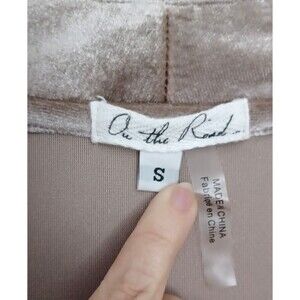 On the Road...
S
MADE IN CHINA
Fabriqué en Chine